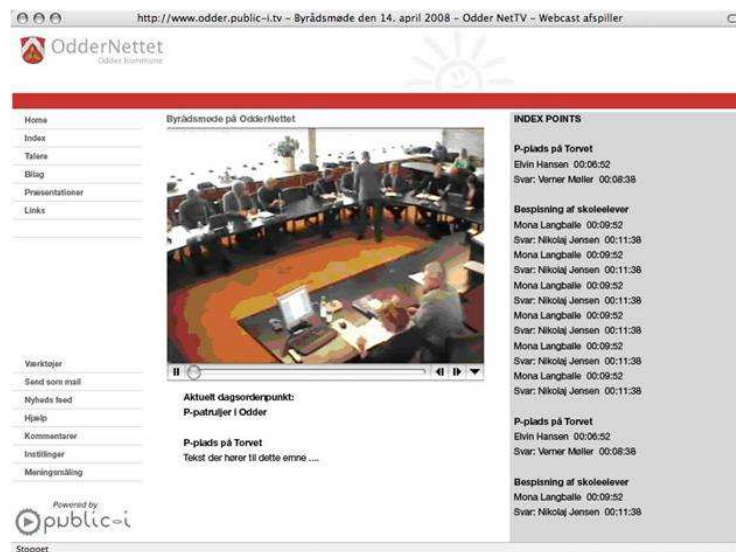 http://www.odder.public-i.tv – Byrådsmøde den 14. april 2008 – Odder NetTV – Webcast afspiller
OdderNettet
Odder Kommune
Home
Index
Talere
Bilag
Præsentationer
Links
Værktøjer
Send som mail
Nyheds feed
Hjælp
Kommentarer
Instillinger
Meningsmåling
Powered by
public-i
Byrådsmøde på OdderNettet
Aktuelt dagsordenpunkt:
P-patruljer i Odder
P-plads på Torvet
Tekst der hører til dette emne ....
INDEX POINTS
P-plads på Torvet
Elvin Hansen 00:06:52
Svar: Verner Møller 00:08:38
Bespisning af skoleelever
Mona Langballe 00:09:52
Svar: Nikolaj Jensen 00:11:38
Mona Langballe 00:09:52
Svar: Nikolaj Jensen 00:11:38
Mona Langballe 00:09:52
Svar: Nikolaj Jensen 00:11:38
Mona Langballe 00:09:52
Svar: Nikolaj Jensen 00:11:38
Mona Langballe 00:09:52
Svar: Nikolaj Jensen 00:11:38
Mona Langballe 00:09:52
Svar: Nikolaj Jensen 00:11:38
P-plads på Torvet
Elvin Hansen 00:06:52
Svar: Verner Møller 00:08:38
Bespisning af skoleelever
Mona Langballe 00:09:52
Svar: Nikolaj Jensen 00:11:38
Stoppet